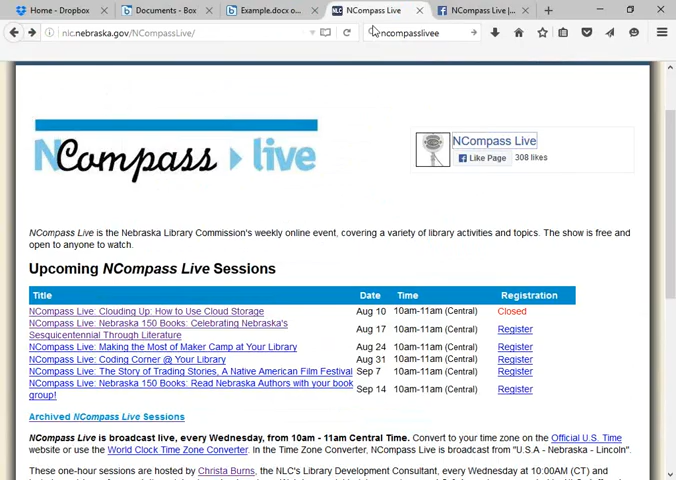 Home - Dropbox
Documents - Box
Example.docx o...
NLC NCompass Live
NCompass Live |...
nlc.nebraska.gov/NCompassLive/
ncompasslivee
NCompass live
NCompass Live
Like Page 308 likes
NCompass Live is the Nebraska Library Commission's weekly online event, covering a variety of library activities and topics. The show is free and
open to anyone to watch.
Upcoming NCompass Live Sessions
Title Date Time Registration
NCompass Live: Clouding Up: How to Use Cloud Storage Aug 10 10am-11am (Central) Closed
NCompass Live: Nebraska 150 Books: Celebrating Nebraska's
Sesquicentennial Through Literature Aug 17 10am-11am (Central) Register
NCompass Live: Making the Most of Maker Camp at Your Library Aug 24 10am-11am (Central) Register
NCompass Live: Coding Corner @ Your Library Aug 31 10am-11am (Central) Register
NCompass Live: The Story of Trading Stories, A Native American Film Festival Sep 7 10am-11am (Central) Register
NCompass Live: Nebraska 150 Books: Read Nebraska Authors with your book
group! Sep 14 10am-11am (Central) Register
Archived NCompass Live Sessions
NCompass Live is broadcast live, every Wednesday, from 10am - 11am Central Time. Convert to your time zone on the Official U.S. Time
website or use the World Clock Time Zone Converter. In the Time Zone Converter, NCompass Live is broadcast from "U.S.A - Nebraska - Lincoln".
These one-hour sessions are hosted by Christa Burns, the NLC's Library Development Consultant, every Wednesday at 10:00AM (CT) and